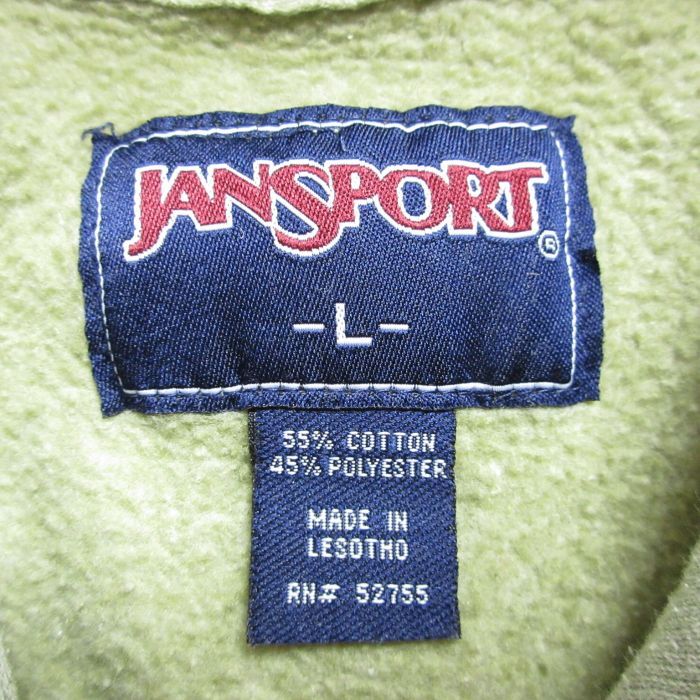 JANSPORT®
-L-
55% COTTON
45% POLYESTER
MADE IN
LESOTHO
RN# 52755